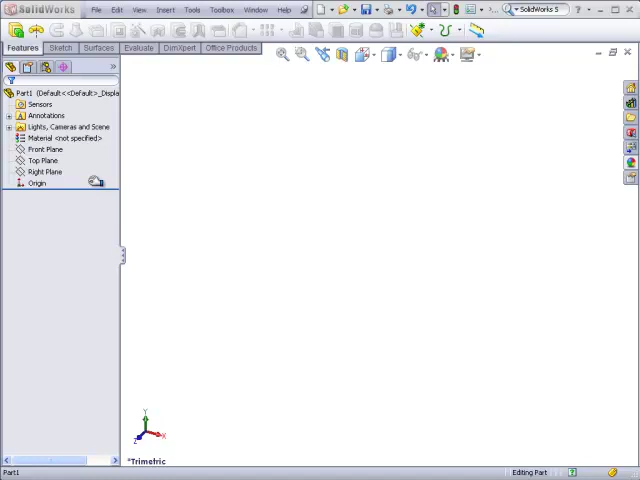 SolidWorks File Edit View Insert Tools Toolbox Window Help SolidWorks S
Features Sketch Surfaces Evaluate DimXpert Office Products
Part1 (Default<<Default>_Displa
Sensors
Annotations
Lights, Cameras and Scene
Material <not specified>
Front Plane
Top Plane
Right Plane
Origin
Y
X
Z
*Trimetric
Part1 Editing Part